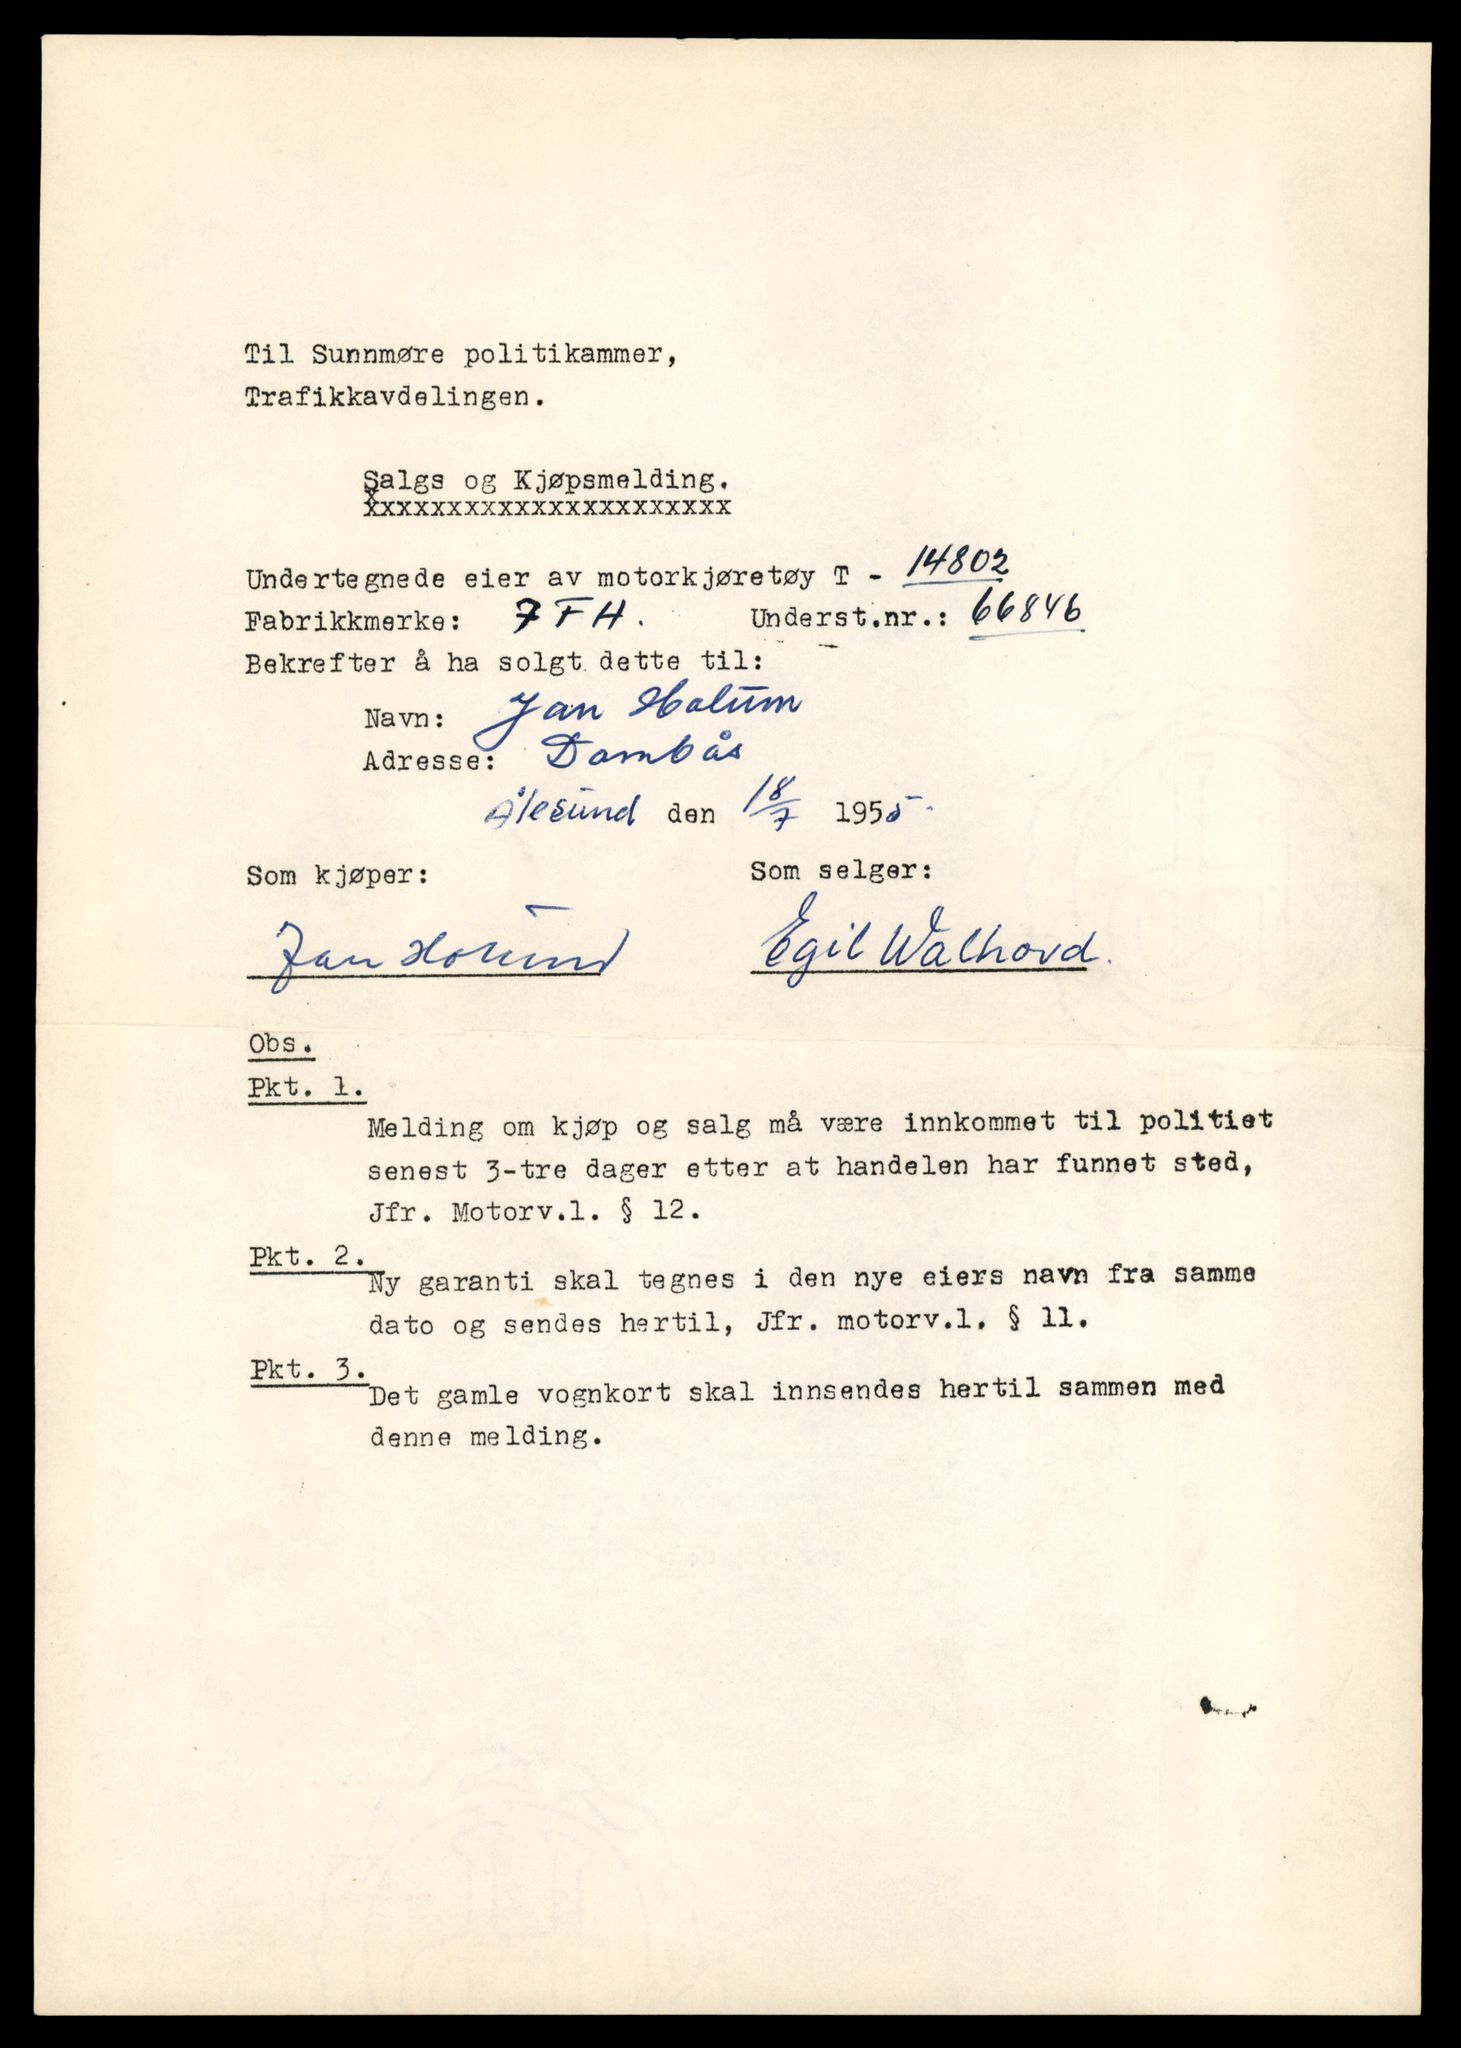 Til Sunnmøre politikammer,
Trafikkavdelingen.
Salgs og Kjøpsmelding.
xxxxxxxxxxxxxxxxxxxxxx
Undertegnede eier av motorkjøretøy T - 14802
Fabrikkmerke: 7 F H. Underst.nr.: 66846
Bekrefter å ha solgt dette til:
Navn: Jan Holum
Adresse: Dombås
Ålesund den 18/7 1955.
Som kjøper: Som selger:
Jan Egil Walhovd.
Obs.
Pkt. 1.
Melding om kjøp og salg må være innkommet til politiet
senest 3-tre dager etter at handelen har funnet sted,
Jfr. Motorv.l. § 12.
Pkt. 2.
Ny garanti skal tegnes i den nye eiers navn fra samme
dato og sendes hertil, Jfr. motorv.l. § 11.
Pkt. 3.
Det gamle vognkort skal innsendes hertil sammen med
denne melding.